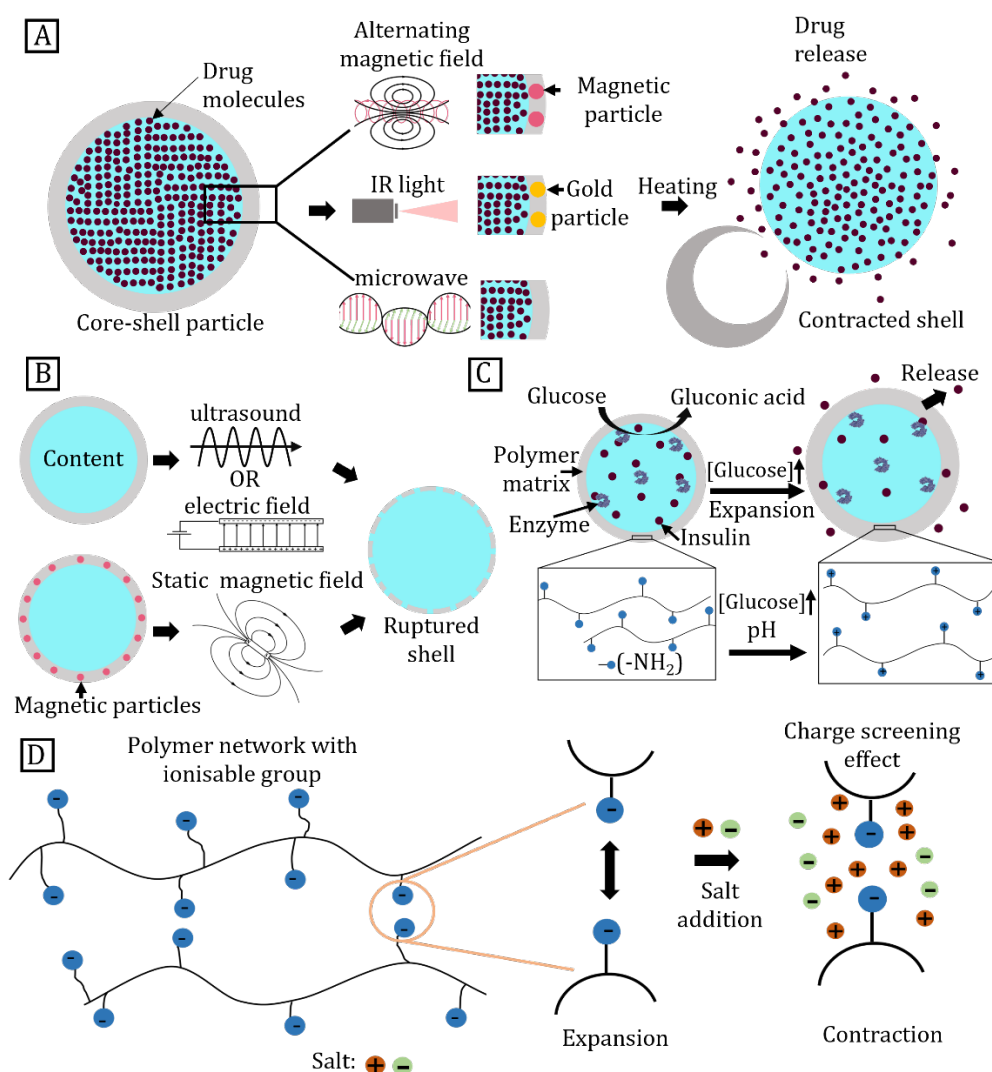 A
Alternating
magnetic field
Drug
release
Drug
molecules
Magnetic
particle
IR light
Gold
particle
Heating
microwave
Core-shell particle
Contracted shell
B
ultrasound
Content
OR
electric field
Static magnetic field
Ruptured
shell
Magnetic particles
C
Release
Glucose
Gluconic acid
Polymer
matrix
[Glucose]
Expansion
Enzyme
Insulin
[Glucose]
pH
(-NH₂)
+ + + + + + + +
D
Polymer network with
ionisable group
Charge screening
effect
Salt
addition
Expansion
Contraction
Salt: + -